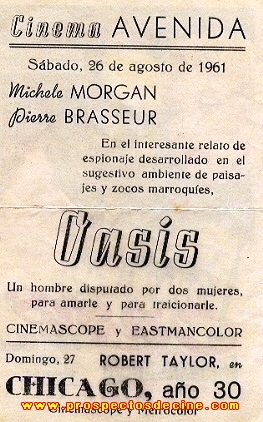 Cinema AVENIDA
Sábado, 26 de agosto de 1961
Michele MORGAN
Pierre BRASSEUR
En el interesante relato de
espionaje desarrollado en el
sugestivo ambiente de paisa-
jes y zocos marroquíes,
Oasis
Un hombre disputado por dos mujeres,
para amarle y para traicionarle.
CINEMASCOPE y EASTMANCOLOR
Domingo, 27 ROBERT TAYLOR, en
CHICAGO, año 30
Cinemascope y Metrocolor
www.prospectosdecine.com